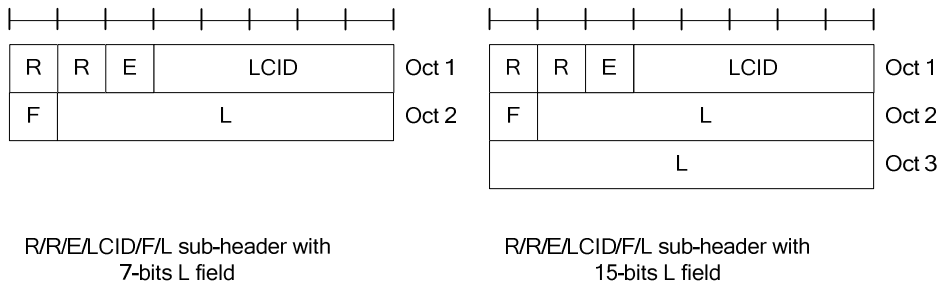 R R E LCID Oct 1
F L Oct 2
R/R/E/LCID/F/L sub-header with
7-bits L field
R R E LCID Oct 1
F L Oct 2
L Oct 3
R/R/E/LCID/F/L sub-header with
15-bits L field